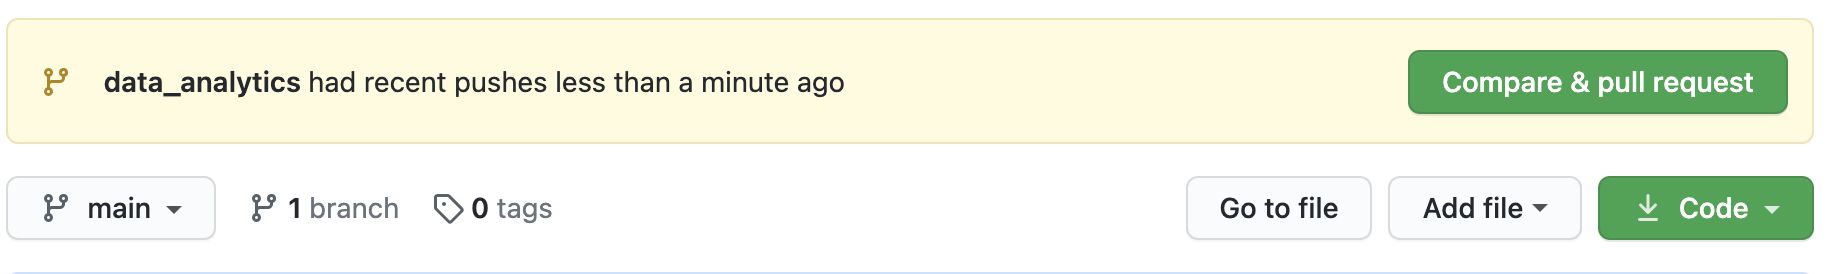 data_analytics had recent pushes less than a minute ago
Compare & pull request
main
1 branch
0 tags
Go to file
Add file
Code